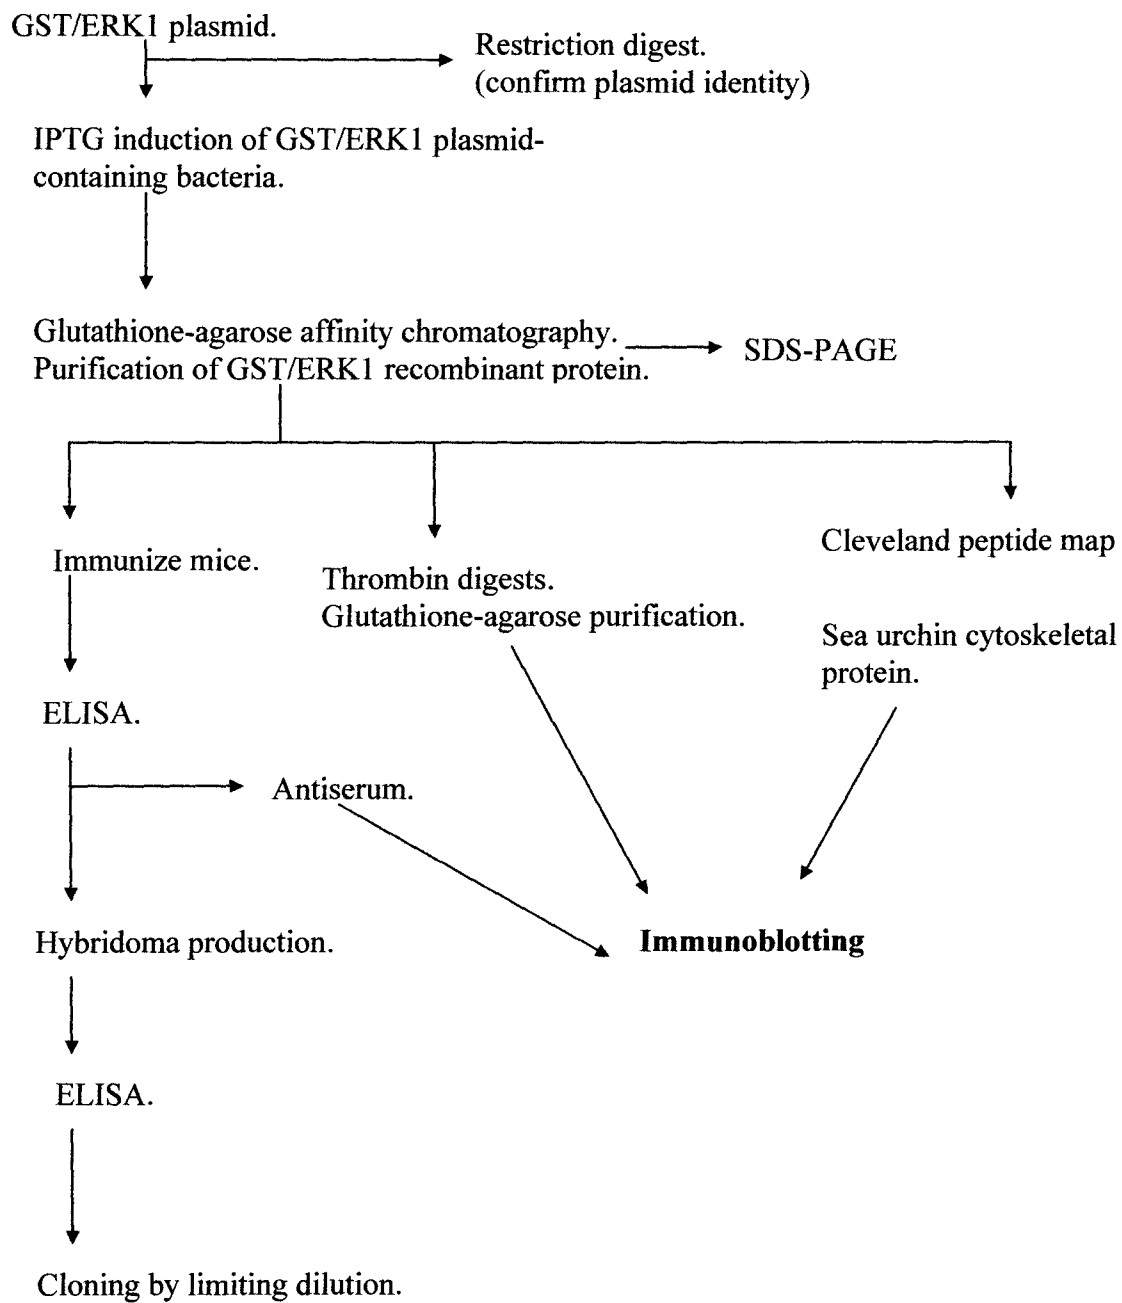 GST/ERK1 plasmid.
Restriction digest.
(confirm plasmid identity)
IPTG induction of GST/ERK1 plasmid-
containing bacteria.
Glutathione-agarose affinity chromatography.
Purification of GST/ERK1 recombinant protein.
SDS-PAGE
Immunize mice.
Thrombin digests.
Glutathione-agarose purification.
Cleveland peptide map
Sea urchin cytoskeletal
protein.
ELISA.
Antiserum.
Hybridoma production.
Immunoblotting
ELISA.
Cloning by limiting dilution.